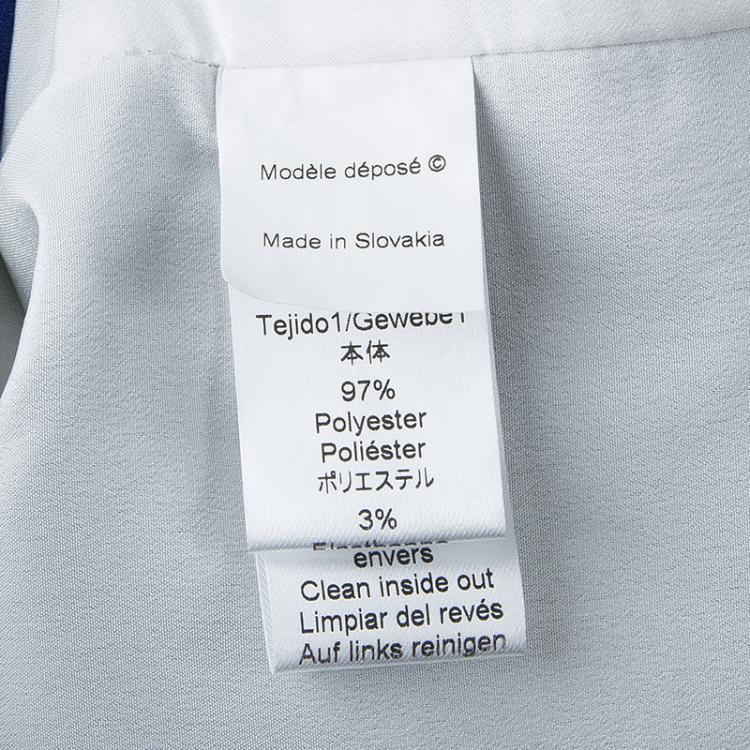 Modèle déposé ©
Made in Slovakia
Tejido1/Gewebe1
本体
97%
Polyester
Poliéster
ポリエステル
3%
envers
Clean inside out
Limpiar del revés
Auf links reinigen